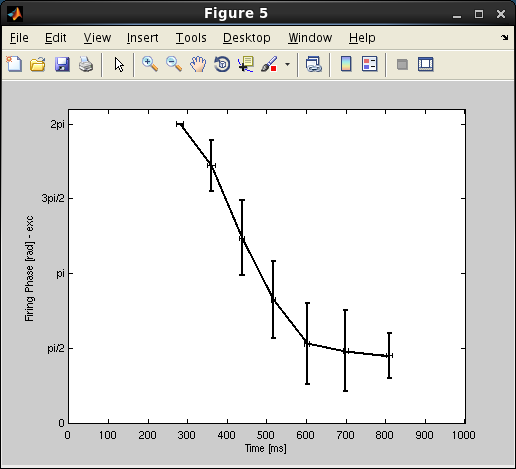 Figure 5
File Edit View Insert Tools Desktop Window Help
2pi
3pi/2
pi
pi/2
0
Firing Phase [rad] - exc
0 100 200 300 400 500 600 700 800 900 1000
Time [ms]